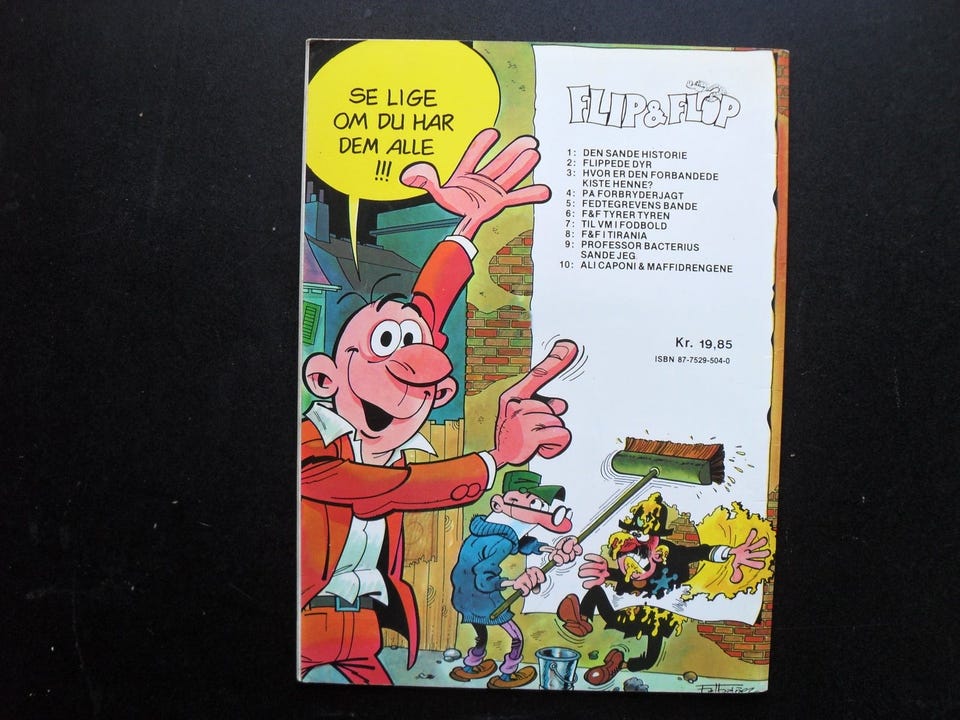 SE LIGE
OM DU HAR
DEM ALLE
!!!
FLIP&FLOP
1: DEN SANDE HISTORIE
2: FLIPPEDE DYR
3: HVOR ER DEN FORBANDEDE
KISTE HENNE?
4: PÅ FORBRYDERJAGT
5: FEDTEGREVENS BANDE
6: F&F TYRER TYREN
7: TIL VM I FODBOLD
8: F&F I TIRANIA
9: PROFESSOR BACTERIUS
SANDE JEG
10: ALI CAPONI & MAFFIDRENGENE
Kr. 19,85
ISBN 87-7529-504-0